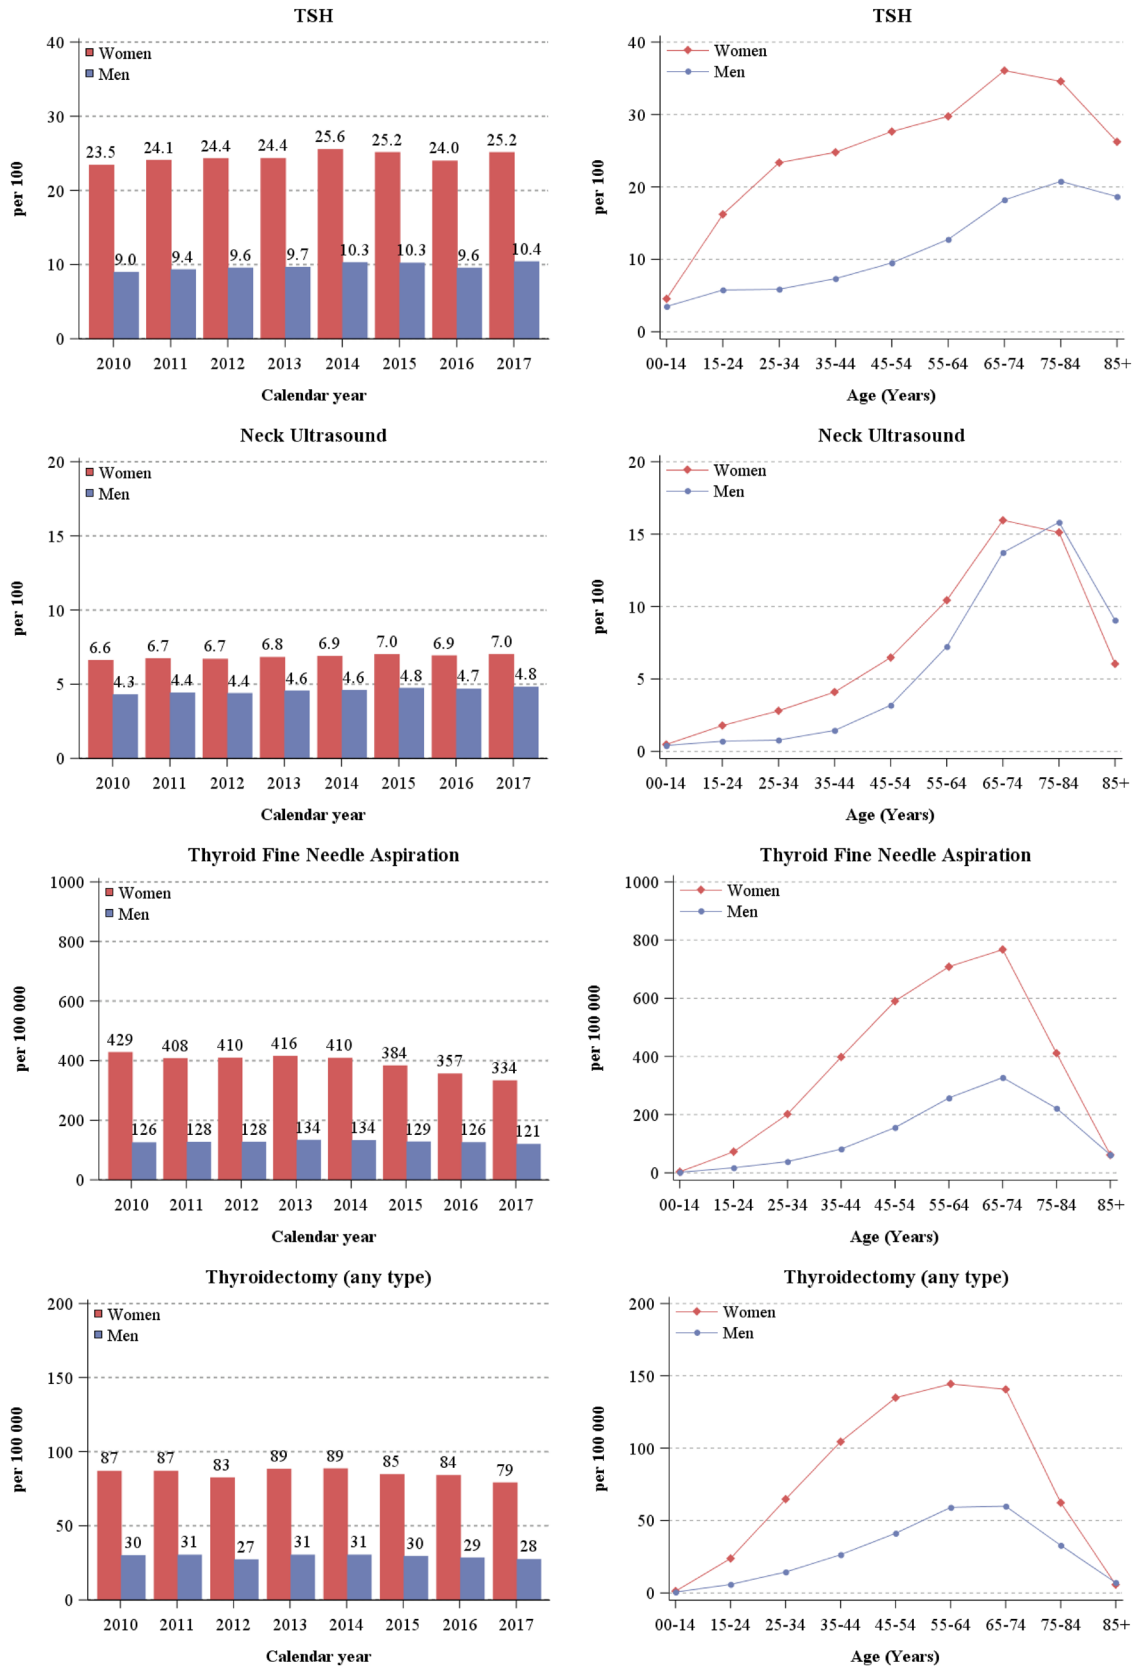 TSH
40
30
20
10
0
per 100
Women
Men
23.5 24.1 24.4 24.4 25.6 25.2 24.0 25.2
9.0 9.4 9.6 9.7 10.3 10.3 9.6 10.4
2010 2011 2012 2013 2014 2015 2016 2017
Calendar year
TSH
40
30
20
10
0
per 100
Women
Men
00-14 15-24 25-34 35-44 45-54 55-64 65-74 75-84 85+
Age (Years)
Neck Ultrasound
20
15
10
5
0
per 100
Women
Men
6.6 6.7 6.7 6.8 6.9 7.0 6.9 7.0
4.3 4.4 4.4 4.6 4.6 4.8 4.7 4.8
2010 2011 2012 2013 2014 2015 2016 2017
Calendar year
Neck Ultrasound
20
15
10
5
0
per 100
Women
Men
00-14 15-24 25-34 35-44 45-54 55-64 65-74 75-84 85+
Age (Years)
Thyroid Fine Needle Aspiration
1000
800
600
400
200
0
per 100 000
Women
Men
429 408 410 416 410 384 357 334
126 128 128 134 134 129 126 121
2010 2011 2012 2013 2014 2015 2016 2017
Calendar year
Thyroid Fine Needle Aspiration
1000
800
600
400
200
0
per 100 000
Women
Men
00-14 15-24 25-34 35-44 45-54 55-64 65-74 75-84 85+
Age (Years)
Thyroidectomy (any type)
200
150
100
50
0
per 100 000
Women
Men
87 87 83 89 89 85 84 79
30 31 27 31 31 30 29 28
2010 2011 2012 2013 2014 2015 2016 2017
Calendar year
Thyroidectomy (any type)
200
150
100
50
0
per 100 000
Women
Men
00-14 15-24 25-34 35-44 45-54 55-64 65-74 75-84 85+
Age (Years)